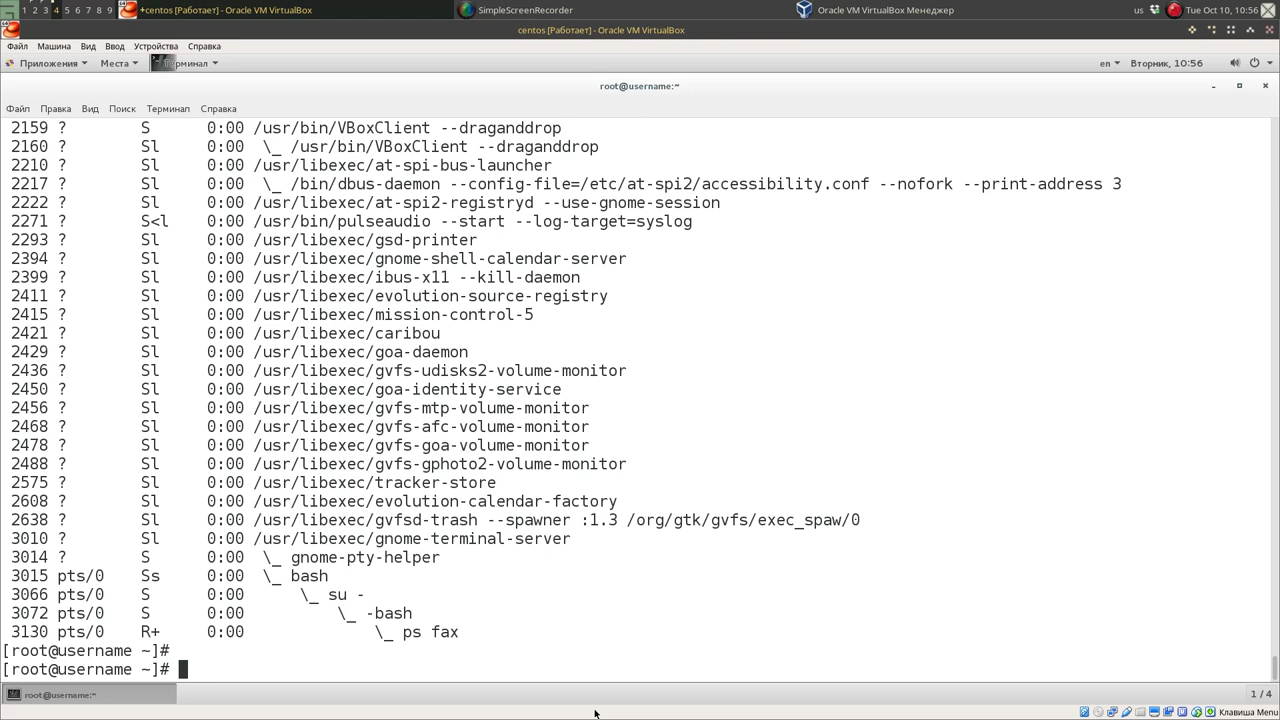 1 2 3 4 5 6 7 8 9 •centos [Работает] - Oracle VM VirtualBox SimpleScreenRecorder Oracle VM VirtualBox Менеджер us Tue Oct 10, 10:56
centos [Работает] - Oracle VM VirtualBox
Файл Машина Вид Ввод Устройства Справка
Приложения Места Терминал en Вторник, 10:56
root@username:~
Файл Правка Вид Поиск Терминал Справка
2159 ? S 0:00 /usr/bin/VBoxClient --draganddrop
2160 ? Sl 0:00 \_ /usr/bin/VBoxClient --draganddrop
2210 ? Sl 0:00 /usr/libexec/at-spi-bus-launcher
2217 ? Sl 0:00 \_ /bin/dbus-daemon --config-file=/etc/at-spi2/accessibility.conf --nofork --print-address 3
2222 ? Sl 0:00 /usr/libexec/at-spi2-registryd --use-gnome-session
2271 ? S<l 0:00 /usr/bin/pulseaudio --start --log-target=syslog
2293 ? Sl 0:00 /usr/libexec/gsd-printer
2394 ? Sl 0:00 /usr/libexec/gnome-shell-calendar-server
2399 ? Sl 0:00 /usr/libexec/ibus-x11 --kill-daemon
2411 ? Sl 0:00 /usr/libexec/evolution-source-registry
2415 ? Sl 0:00 /usr/libexec/mission-control-5
2421 ? Sl 0:00 /usr/libexec/caribou
2429 ? Sl 0:00 /usr/libexec/goa-daemon
2436 ? Sl 0:00 /usr/libexec/gvfs-udisks2-volume-monitor
2450 ? Sl 0:00 /usr/libexec/goa-identity-service
2456 ? Sl 0:00 /usr/libexec/gvfs-mtp-volume-monitor
2468 ? Sl 0:00 /usr/libexec/gvfs-afc-volume-monitor
2478 ? Sl 0:00 /usr/libexec/gvfs-goa-volume-monitor
2488 ? Sl 0:00 /usr/libexec/gvfs-gphoto2-volume-monitor
2575 ? Sl 0:00 /usr/libexec/tracker-store
2608 ? Sl 0:00 /usr/libexec/evolution-calendar-factory
2638 ? Sl 0:00 /usr/libexec/gvfsd-trash --spawner :1.3 /org/gtk/gvfs/exec_spaw/0
3010 ? Sl 0:00 /usr/libexec/gnome-terminal-server
3014 ? S 0:00 \_ gnome-pty-helper
3015 pts/0 Ss 0:00 \_ bash
3066 pts/0 S 0:00 \_ su -
3072 pts/0 S 0:00 \_ -bash
3130 pts/0 R+ 0:00 \_ ps fax
[root@username ~]#
[root@username ~]#
root@username:~ 1 / 4
Клавиша Menu